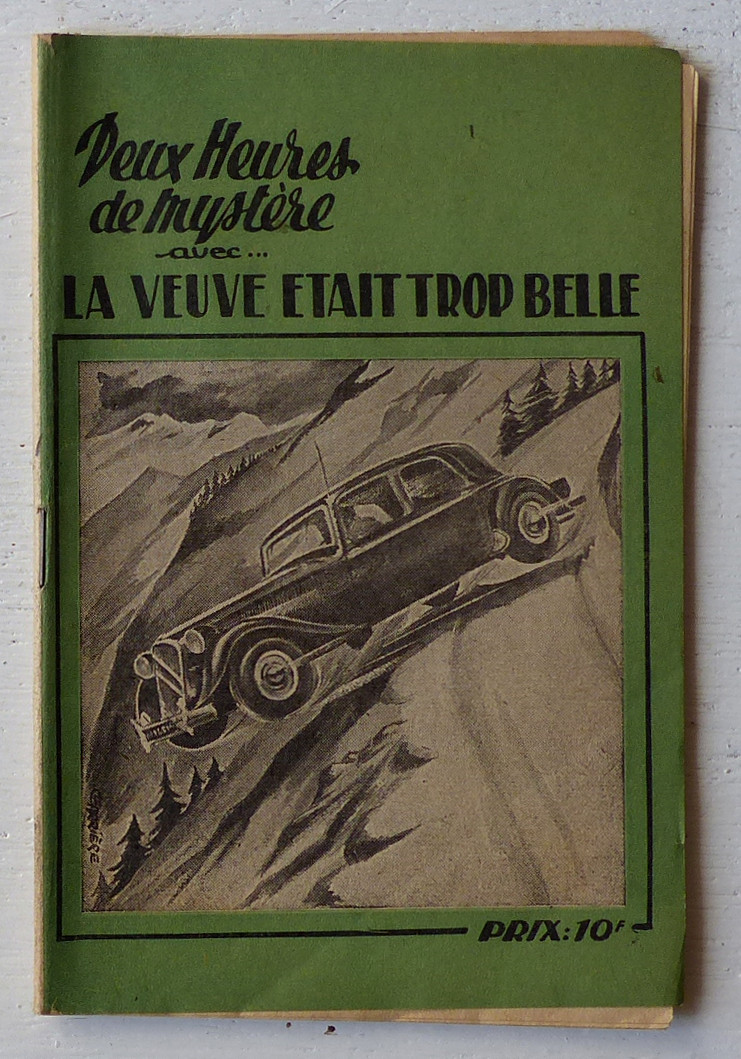 Deux Heures
de mystère
avec...
LA VEUVE ETAIT TROP BELLE
PRIX: 10F